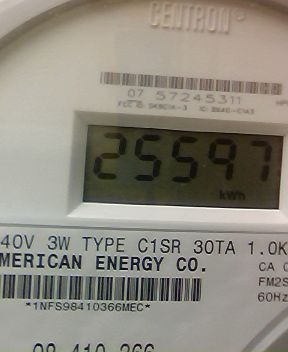 CENTRON®
07 57245311
25597
kWh
40V 3W TYPE C1SR 30TA 1.0K
MERICAN ENERGY CO.
CA 0
FM2S
60Hz
*1NFS98410366MEC*